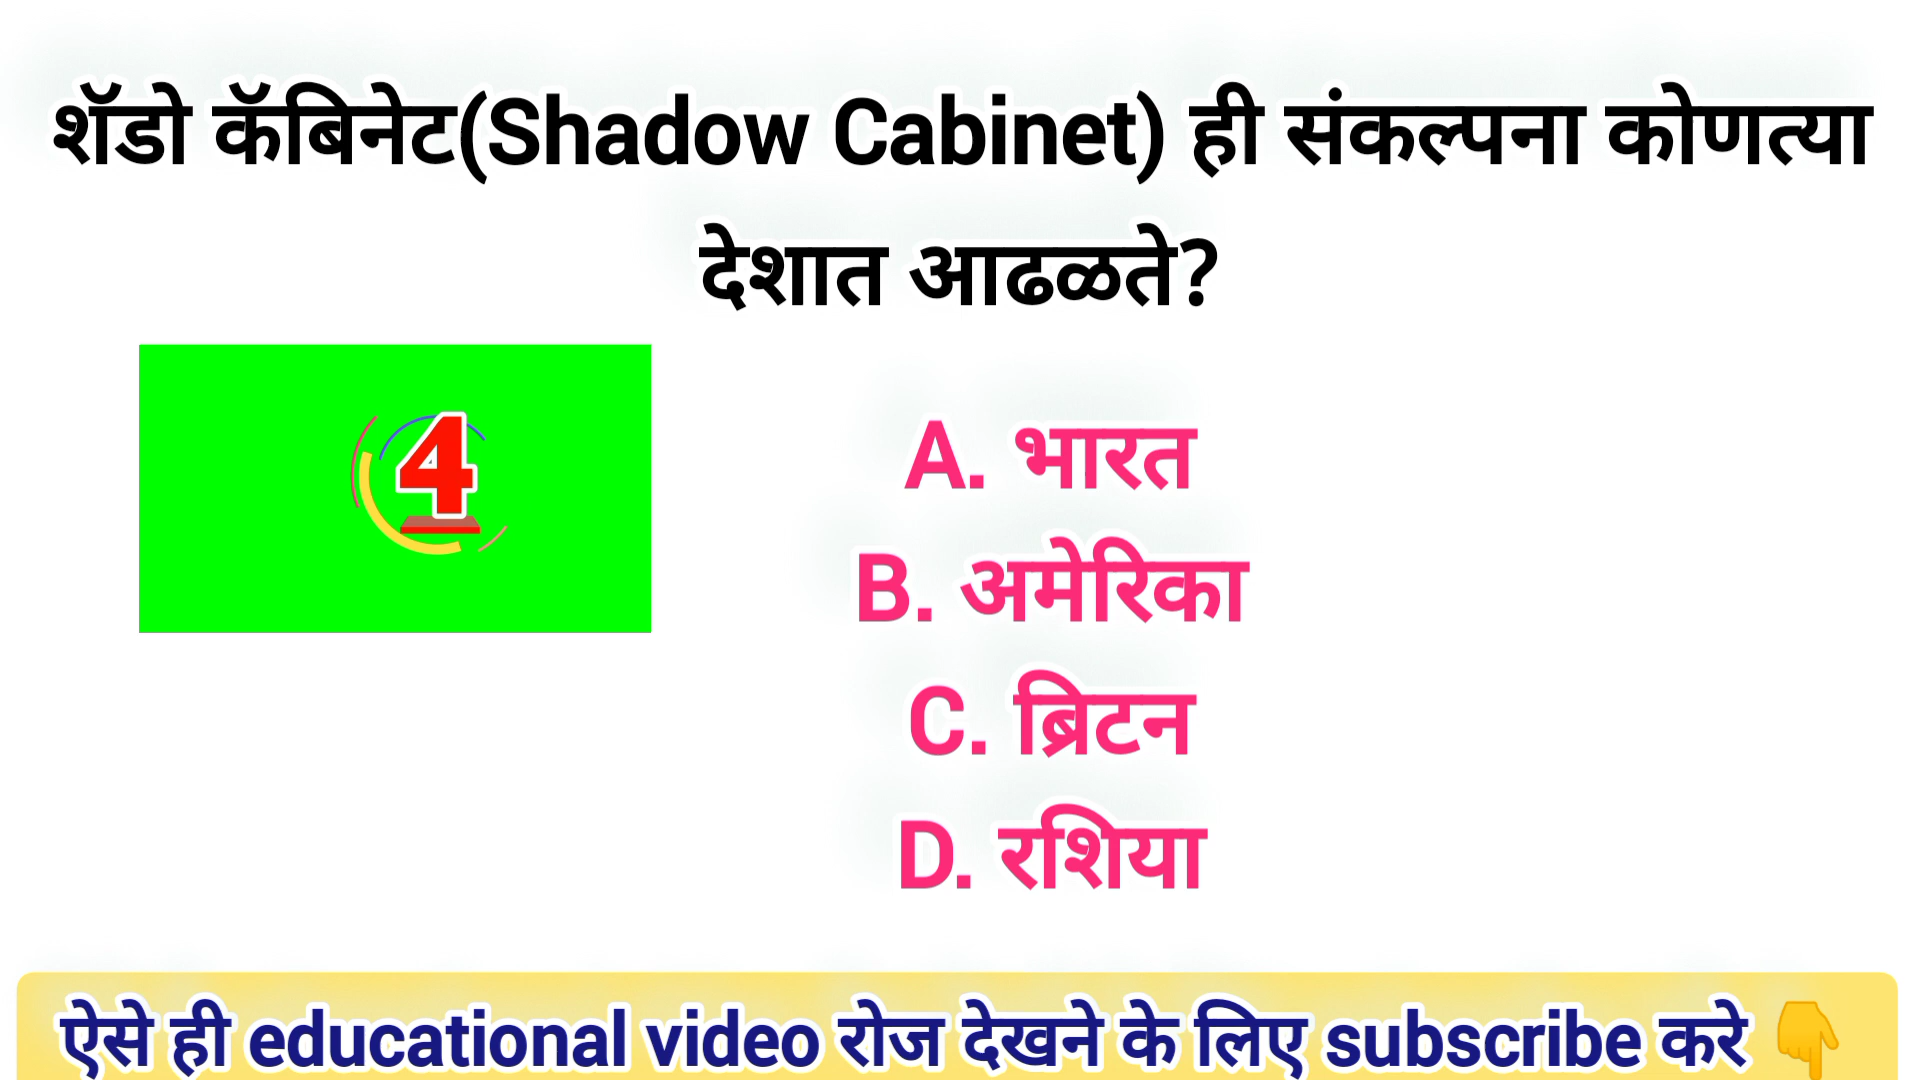 शॅडो कॅबिनेट(Shadow Cabinet) ही संकल्पना कोणत्या
देशात आढळते?
4
A. भारत
B. अमेरिका
C. ब्रिटन
D. रशिया
ऐसे ही educational video रोज देखने के लिए subscribe करे 👇